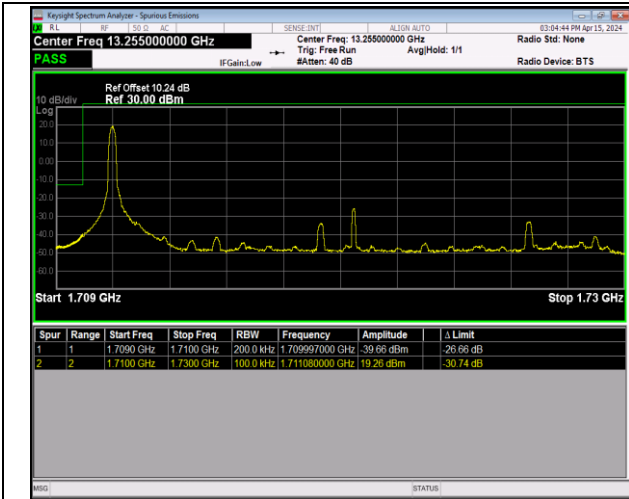 Keysight Spectrum Analyzer - Spurious Emissions
RL RF 50 Ω AC SENSE:INT ALIGN AUTO 03:04:44 PM Apr 15, 2024
Center Freq 13.255000000 GHz Center Freq: 13.255000000 GHz Radio Std: None
Trig: Free Run Avg|Hold: 1/1
PASS IFGain:Low #Atten: 40 dB Radio Device: BTS
Ref Offset 10.24 dB
10 dB/div Ref 30.00 dBm
Log
20.0
10.0
0.00
-10.0
-20.0
-30.0
-40.0
-50.0
-60.0
Start 1.709 GHz Stop 1.73 GHz
Spur Range Start Freq Stop Freq RBW Frequency Amplitude Δ Limit
1 1 1.7090 GHz 1.7100 GHz 200.0 kHz 1.709997000 GHz -39.66 dBm -26.66 dB
2 2 1.7100 GHz 1.7300 GHz 100.0 kHz 1.711080000 GHz 19.26 dBm -30.74 dB
MSG STATUS